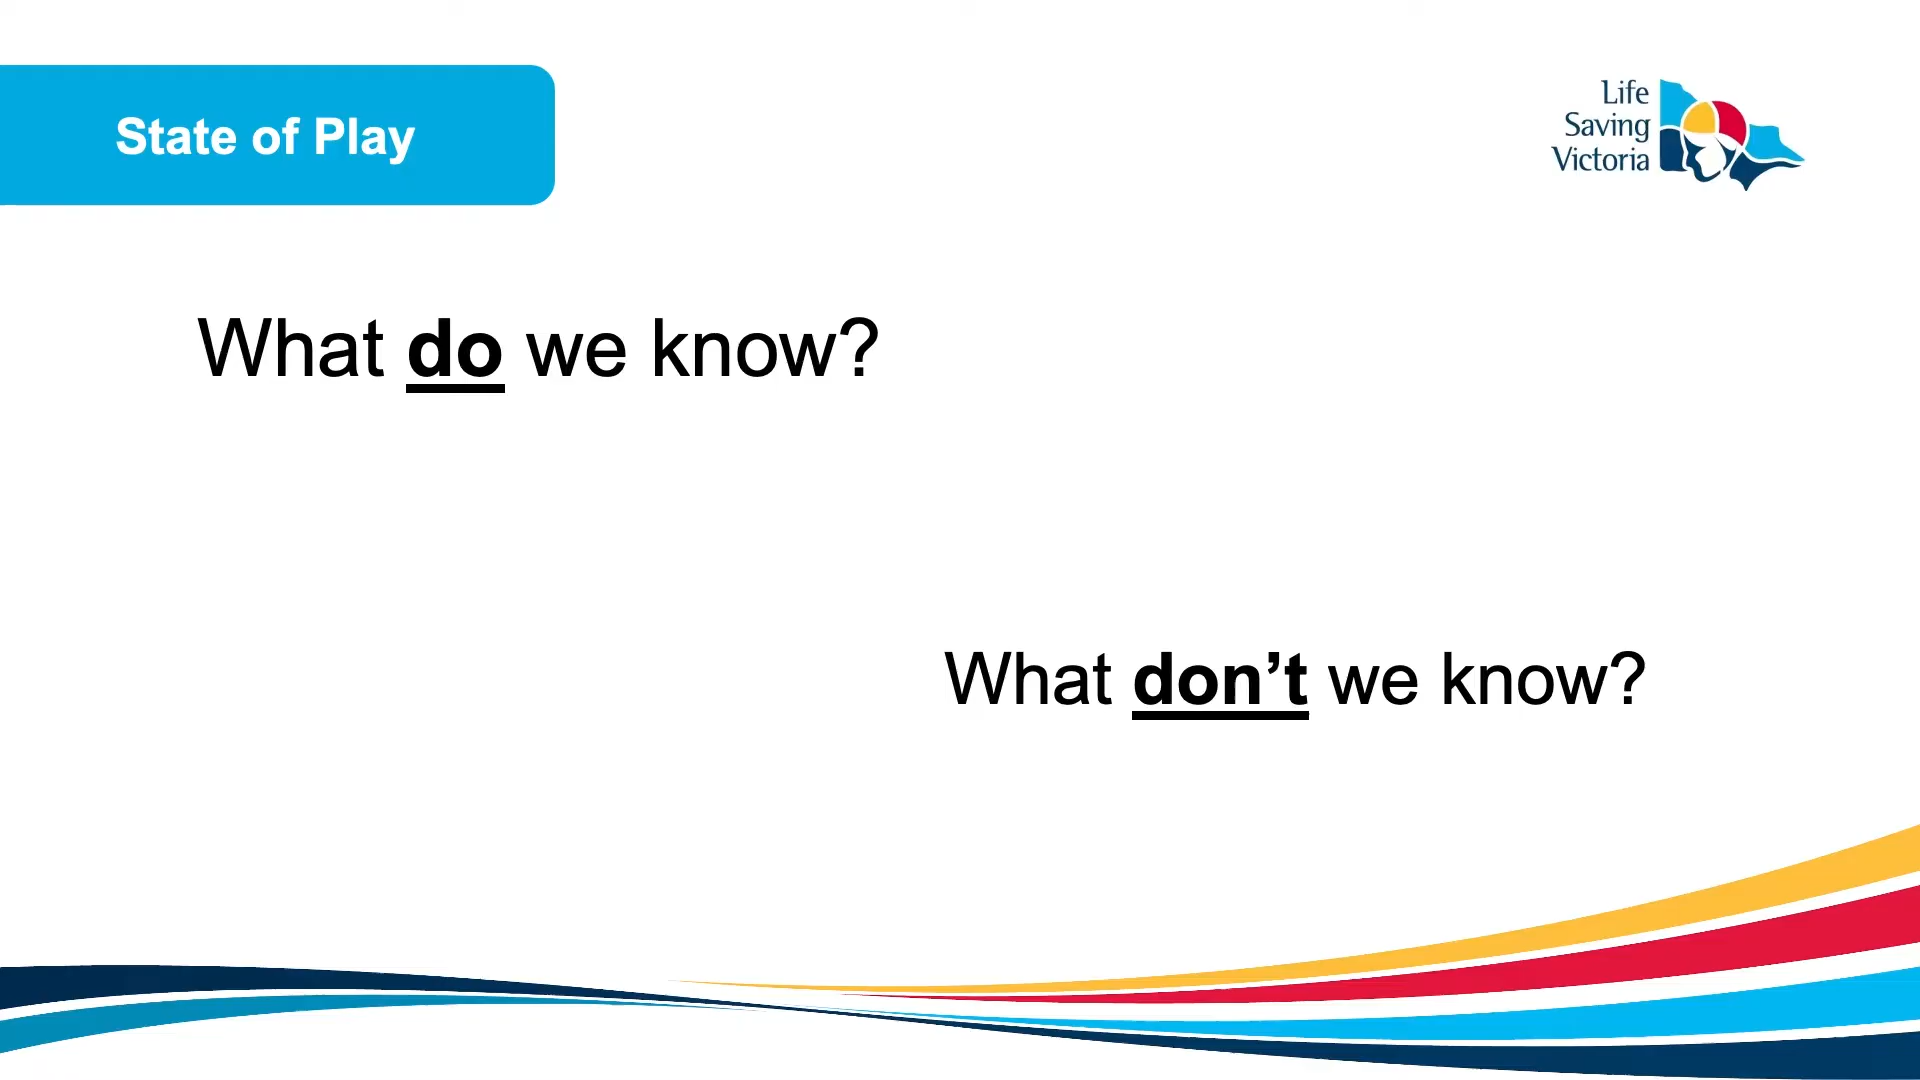 State of Play
Life
Saving
Victoria
What do we know?
What don’t we know?